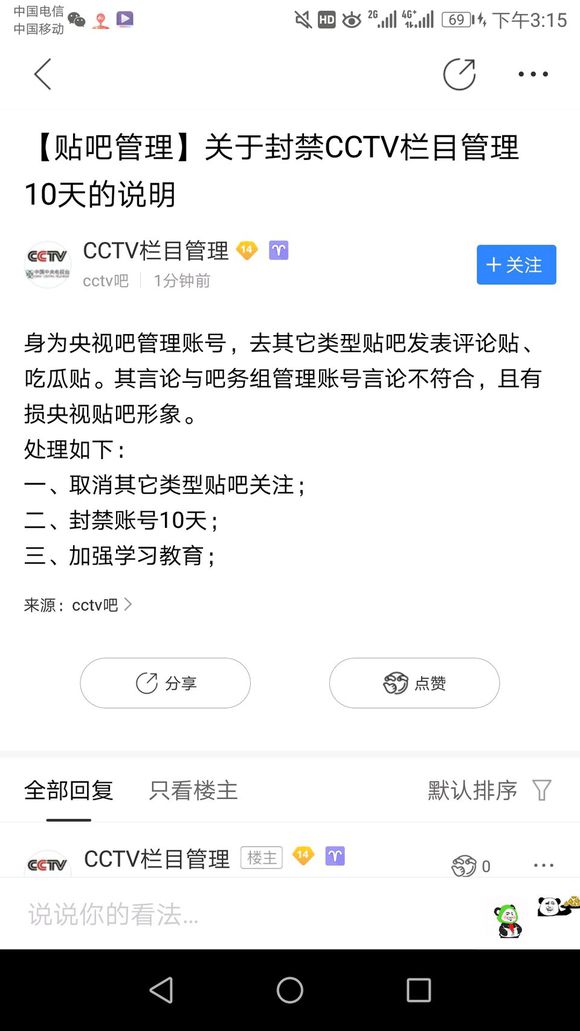 中国电信
中国移动
HD 2G 4G+ 69 下午3:15
【贴吧管理】关于封禁CCTV栏目管理
10天的说明
CCTV
中国中央电视台
CCTV栏目管理 14
cctv吧 1分钟前
+ 关注
身为央视吧管理账号，去其它类型贴吧发表评论贴、
吃瓜贴。其言论与吧务组管理账号言论不符合，且有
损央视贴吧形象。
处理如下：
一、取消其它类型贴吧关注；
二、封禁账号10天；
三、加强学习教育；
来源：cctv吧
分享
点赞
全部回复 只看楼主 默认排序
CCTV
CCTV栏目管理 楼主 14 0
说说你的看法...